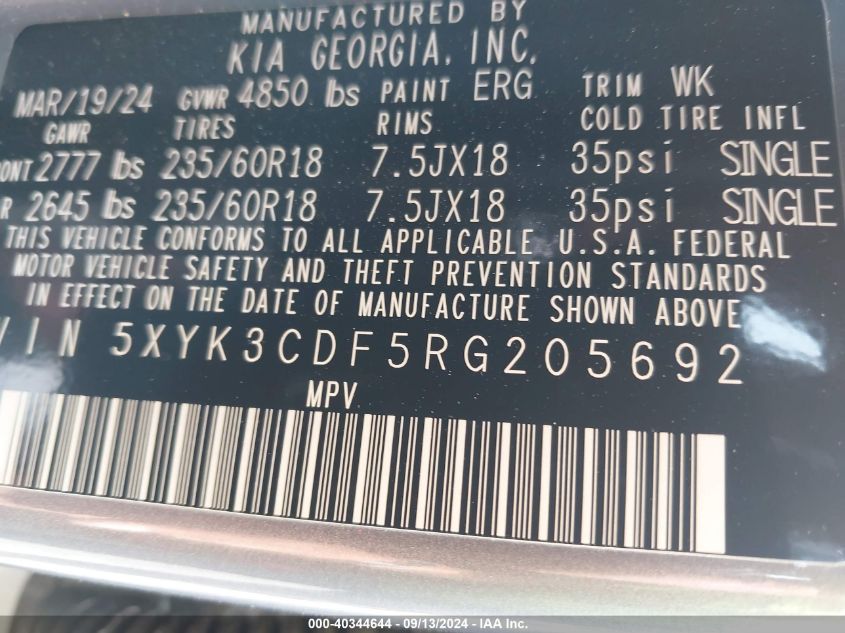 MANUFACTURED BY
KIA GEORGIA, INC.
MAR/19/24 GVWR 4850 lbs PAINT ERG TRIM WK
GAWR TIRES RIMS COLD TIRE INFL
ONT 2777 lbs 235/60R18 7.5JX18 35psi SINGLE
R 2645 lbs 235/60R18 7.5JX18 35psi SINGLE
THIS VEHICLE CONFORMS TO ALL APPLICABLE U.S.A. FEDERAL
MOTOR VEHICLE SAFETY AND THEFT PREVENTION STANDARDS
IN EFFECT ON THE DATE OF MANUFACTURE SHOWN ABOVE
VIN 5XYK3CDF5RG205692
MPV
000-40344644 - 09/13/2024 - IAA Inc.